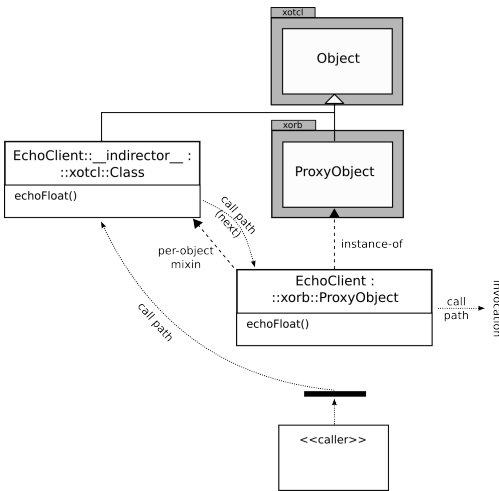 xotcl
Object
xorb
ProxyObject
EchoClient::__indirector__ :
::xotcl::Class
echoFloat()
call path
(next)
per-object
mixin
instance-of
EchoClient :
::xorb::ProxyObject
echoFloat()
call
path
invocation
call path
<<caller>>